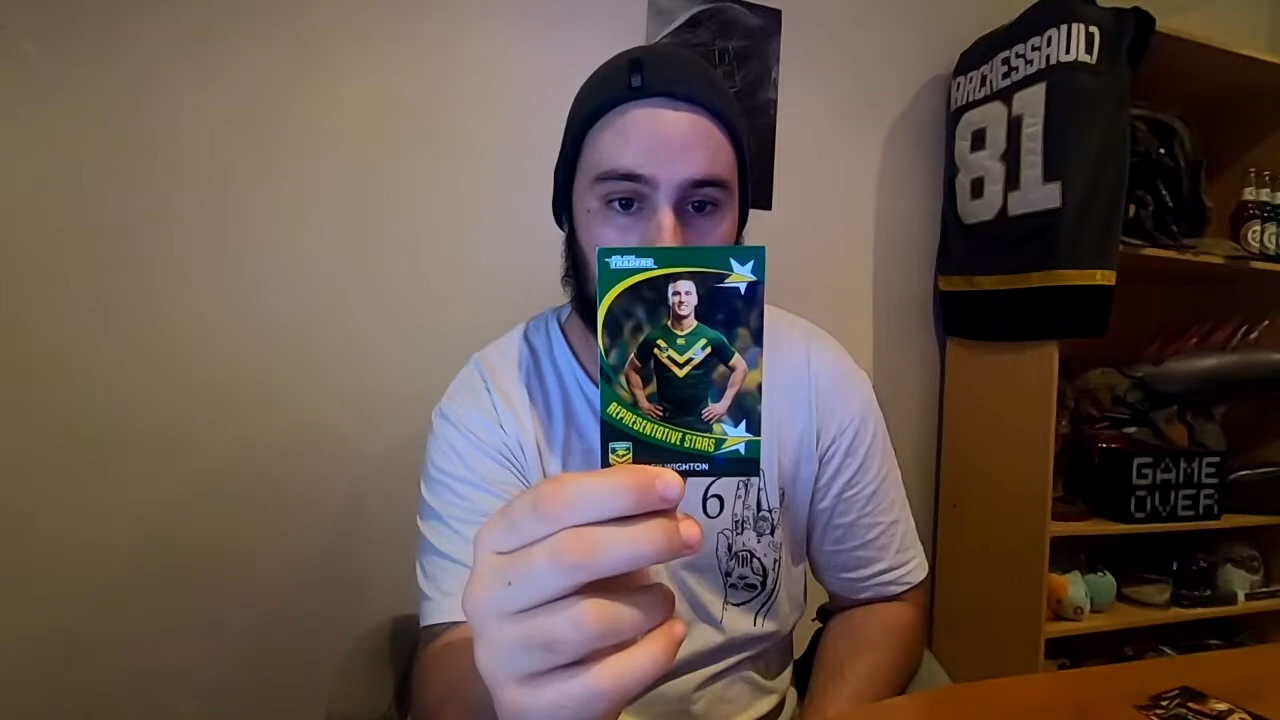 ARCHESSAULT
81
TRADERS
REPRESENTATIVE STARS
WIGHTON
6
GAME
OVER